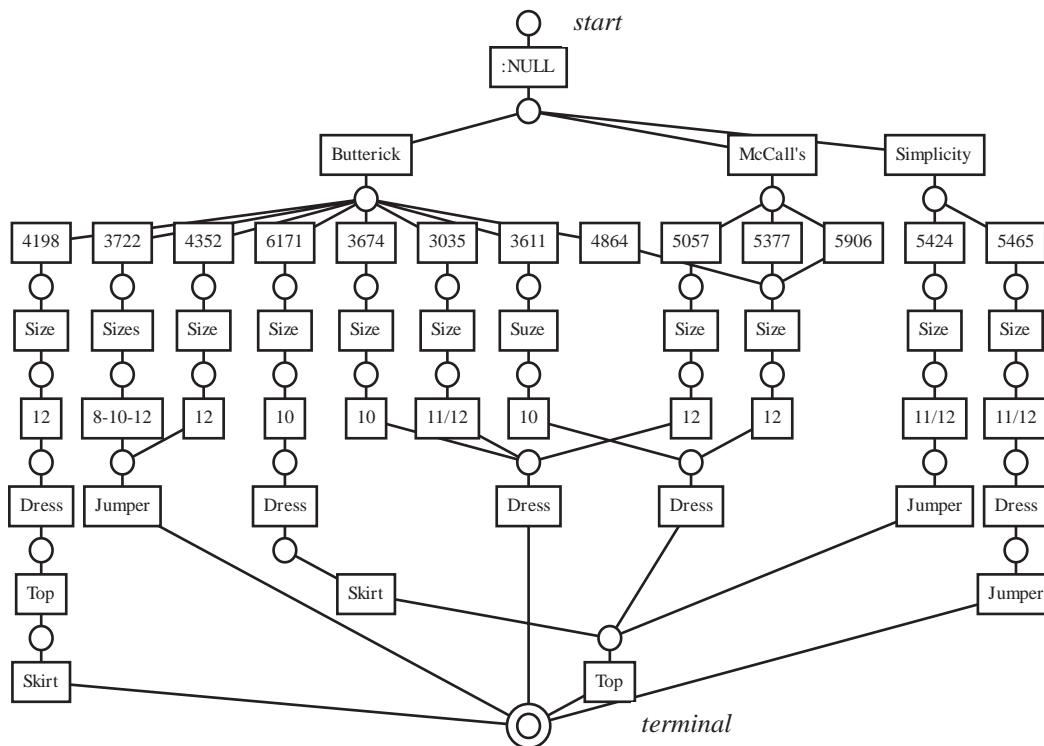 start
:NULL
Butterick McCall's Simplicity
4198 3722 4352 6171 3674 3035 3611 4864 5057 5377 5906 5424 5465
Size Sizes Size Size Size Size Suze Size Size Size Size
12 8-10-12 12 10 10 11/12 10 12 12 11/12 11/12
Dress Jumper Dress Dress Dress Jumper Dress
Top Skirt Jumper
Skirt Top
terminal